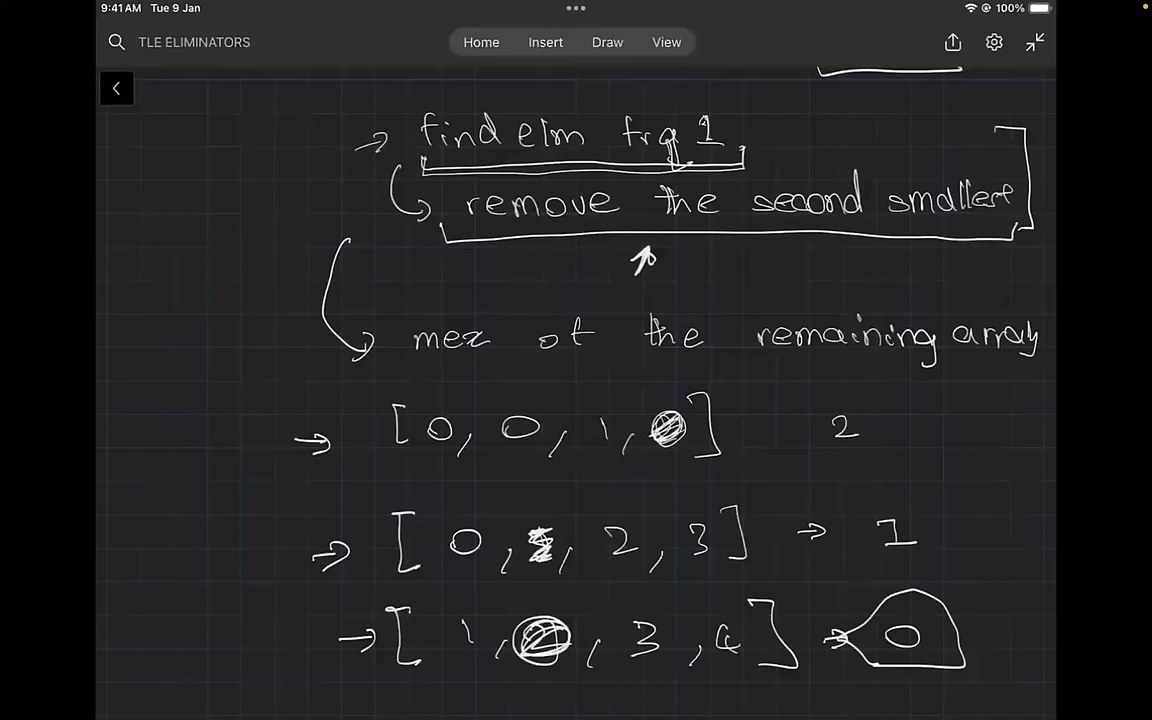 9:41 AM Tue 9 Jan 100%
TLE ELIMINATORS Home Insert Draw View
→ find elm frq 1
remove the second smallest
mex of the remaining array
→ [0, 0, 1, ] 2
→ [0, , 2, 3] → 1
→ [1, , 3, 4] → 0